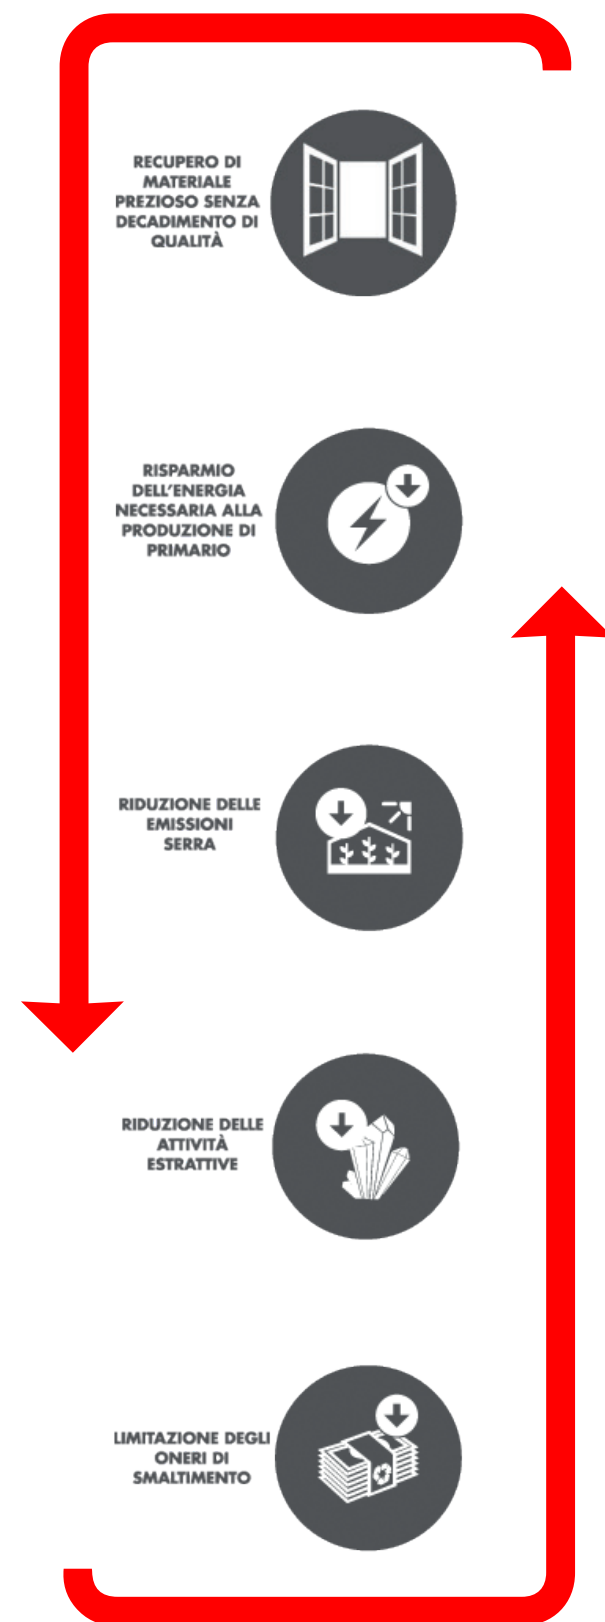 RECUPERO DI
MATERIALE
PREZIOSO SENZA
DECADIMENTO DI
QUALITÀ
RISPARMIO
DELL'ENERGIA
NECESSARIA ALLA
PRODUZIONE DI
PRIMARIO
RIDUZIONE DELLE
EMISSIONI
SERRA
RIDUZIONE DELLE
ATTIVITÀ
ESTRATTIVE
LIMITAZIONE DEGLI
ONERI DI
SMALTIMENTO